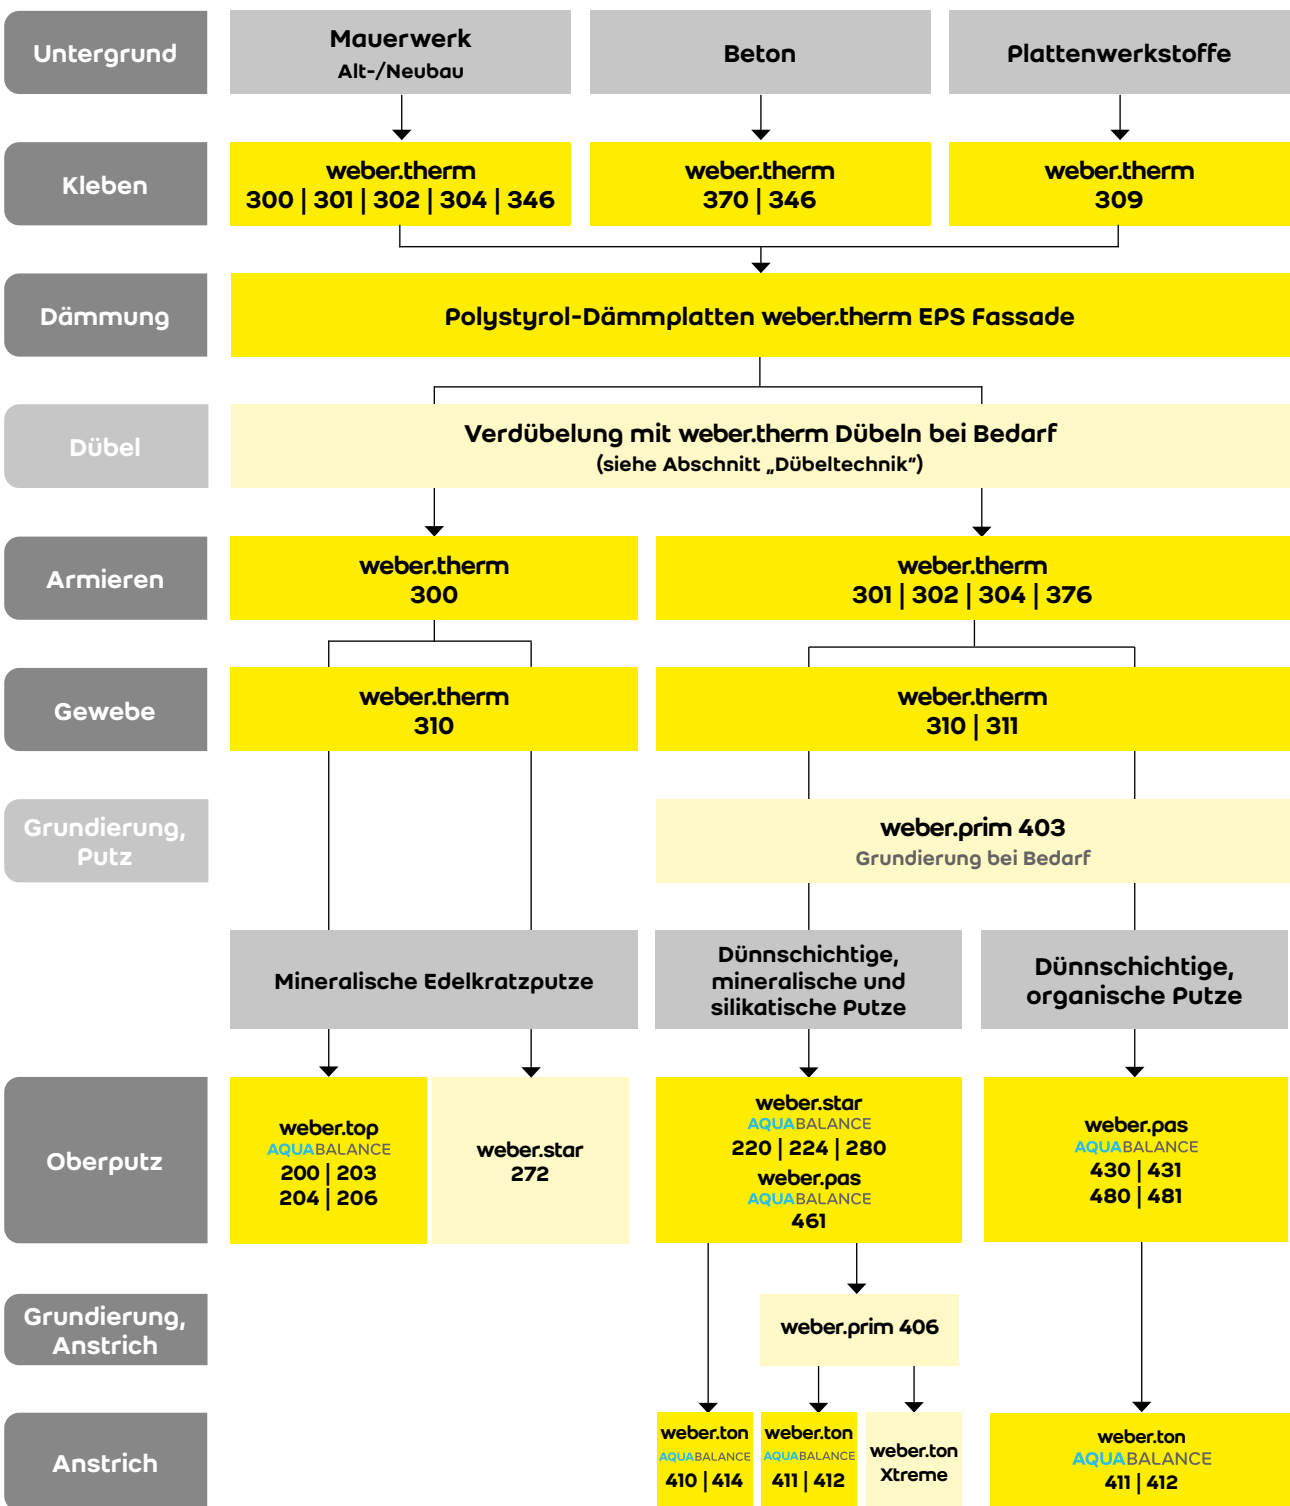 Untergrund
Mauerwerk
Alt-/Neubau
Beton
Plattenwerkstoffe
Kleben
weber.therm
300 | 301 | 302 | 304 | 346
weber.therm
370 | 346
weber.therm
309
Dämmung
Polystyrol-Dämmplatten weber.therm EPS Fassade
Dübel
Verdübelung mit weber.therm Dübeln bei Bedarf
(siehe Abschnitt „Dübeltechnik“)
Armieren
weber.therm
300
weber.therm
301 | 302 | 304 | 376
Gewebe
weber.therm
310
weber.therm
310 | 311
Grundierung,
Putz
weber.prim 403
Grundierung bei Bedarf
Mineralische Edelkratzputze
Dünnschichtige,
mineralische und
silikatische Putze
Dünnschichtige,
organische Putze
Oberputz
weber.top
AQUABALANCE
200 | 203
204 | 206
weber.star
272
weber.star
AQUABALANCE
220 | 224 | 280
weber.pas
AQUABALANCE
461
weber.pas
AQUABALANCE
430 | 431
480 | 481
Grundierung,
Anstrich
weber.prim 406
Anstrich
weber.ton
AQUABALANCE
410 | 414
weber.ton
AQUABALANCE
411 | 412
weber.ton
Xtreme
weber.ton
AQUABALANCE
411 | 412